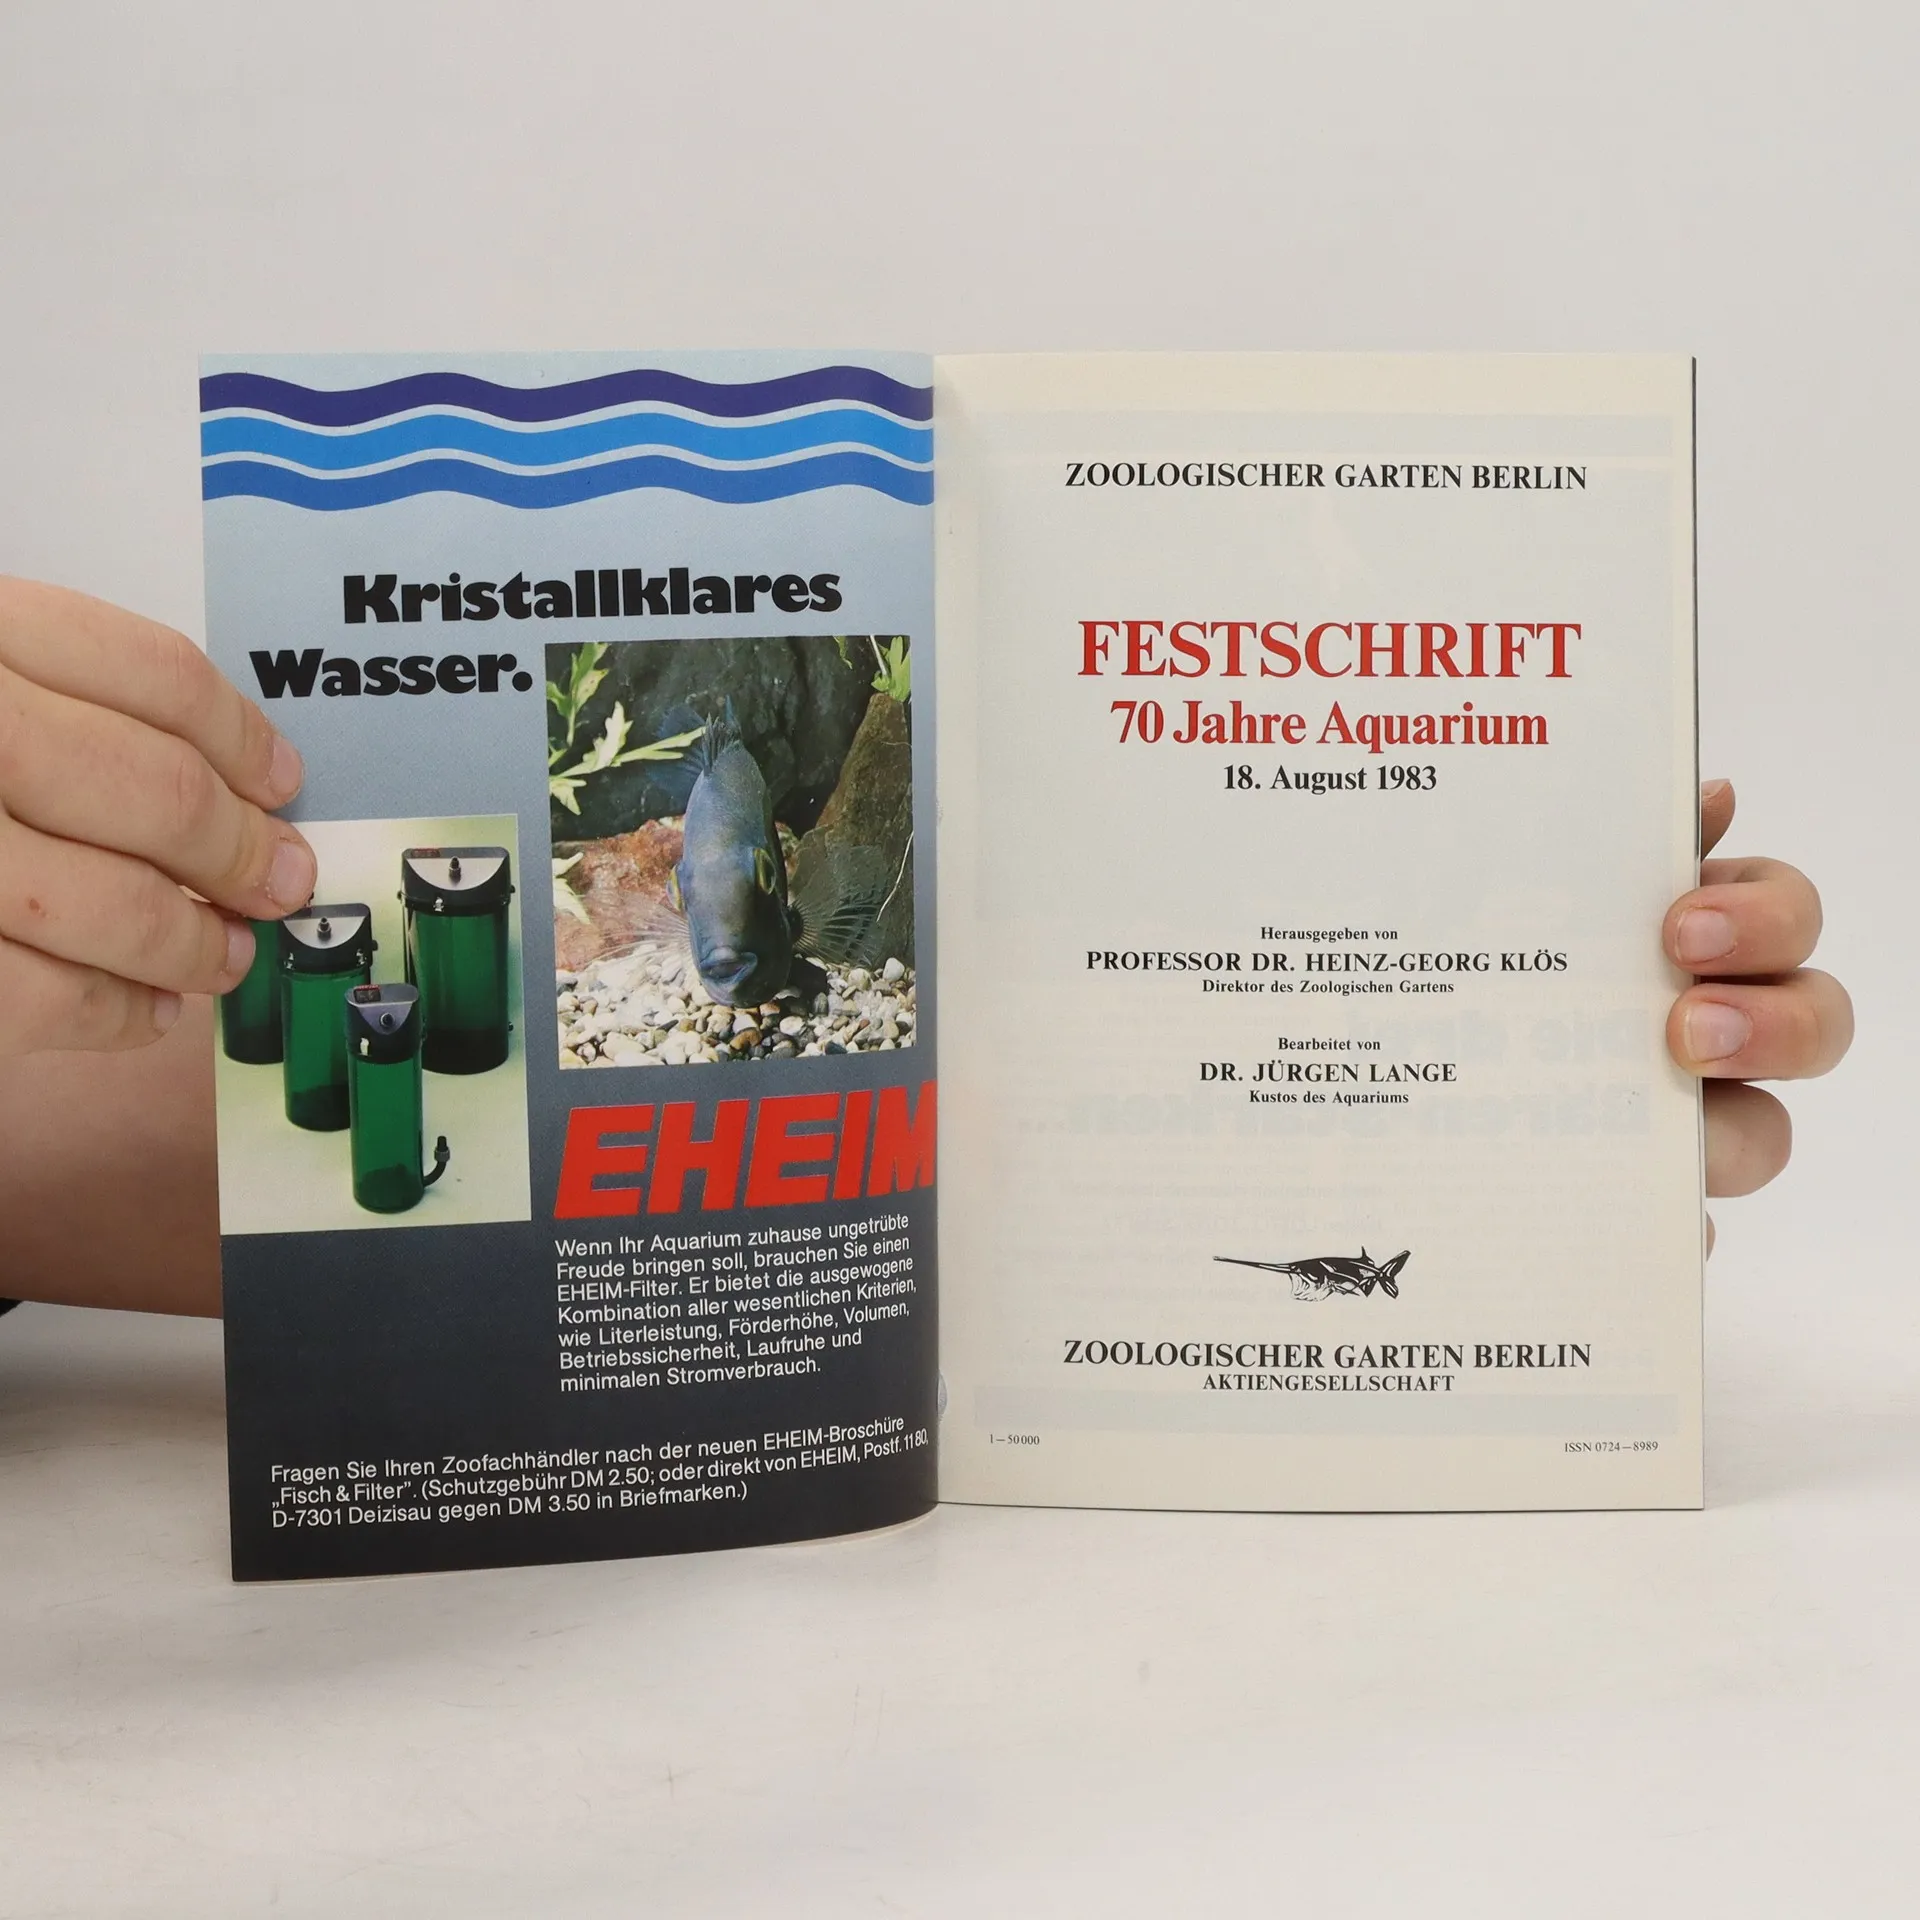 Kristallklares
Wasser.
EHEIM
Wenn Ihr Aquarium zuhause ungetrübte
Freude bringen soll, brauchen Sie einen
EHEIM-Filter. Er bietet die ausgewogene
Kombination aller wesentlichen Kriterien,
wie Literleistung, Förderhöhe, Volumen,
Betriebssicherheit, Laufruhe und
minimalen Stromverbrauch.
Fragen Sie Ihren Zoofachhändler nach der neuen EHEIM-Broschüre
„Fisch & Filter”. (Schutzgebühr DM 2.50; oder direkt von EHEIM, Postf. 11 80,
D-7301 Deizisau gegen DM 3.50 in Briefmarken.)
ZOOLOGISCHER GARTEN BERLIN
FESTSCHRIFT
70 Jahre Aquarium
18. August 1983
Herausgegeben von
PROFESSOR DR. HEINZ-GEORG KLÖS
Direktor des Zoologischen Gartens
Bearbeitet von
DR. JÜRGEN LANGE
Kustos des Aquariums
ZOOLOGISCHER GARTEN BERLIN
AKTIENGESELLSCHAFT
1—50000
ISSN 0724—8989